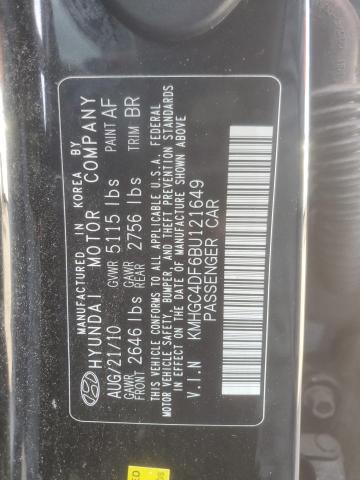 MANUFACTURED IN KOREA BY
HYUNDAI MOTOR COMPANY
AUG/21/10 GVWR 5115 lbs PAINT AF
GAWR FRONT 2646 lbs GAWR REAR 2756 lbs TRIM BR
THIS VEHICLE CONFORMS TO ALL APPLICABLE U.S.A. FEDERAL
MOTOR VEHICLE SAFETY, BUMPER, AND THEFT PREVENTION STANDARDS
IN EFFECT ON THE DATE OF MANUFACTURE SHOWN ABOVE
V.I.N KMHGC4DF6BU121649
PASSENGER CAR